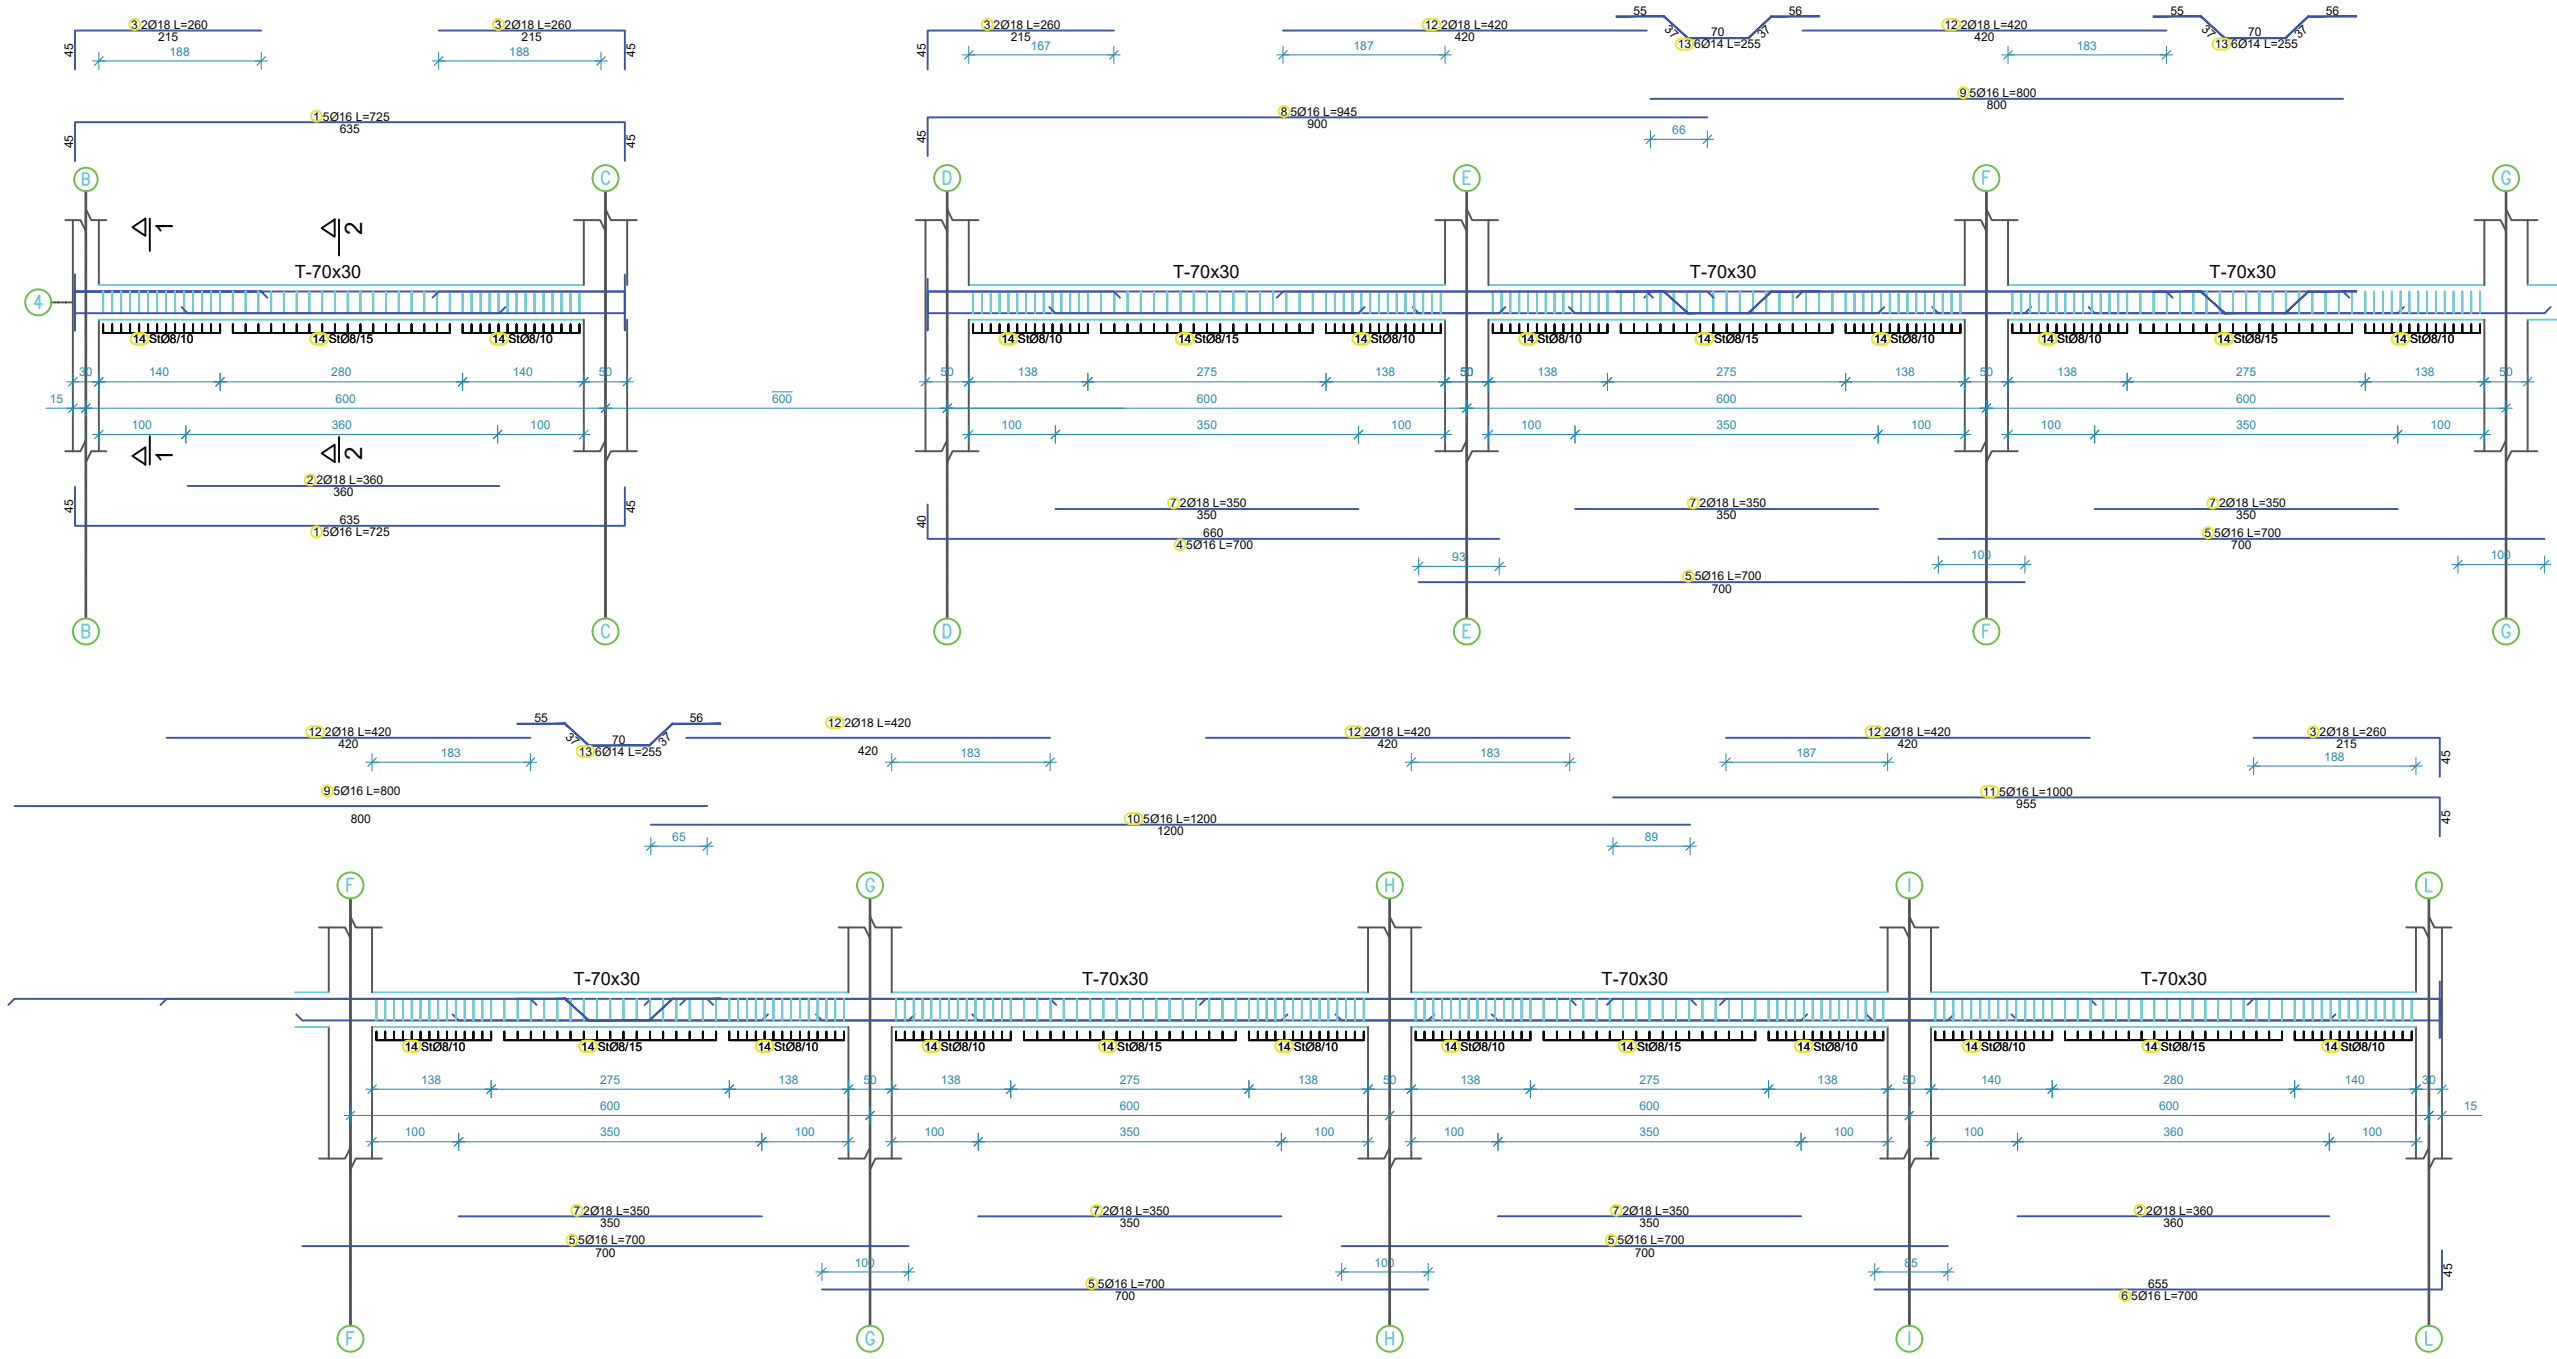 3 2Ø18 L=260 3 2Ø18 L=260 3 2Ø18 L=260 12 2Ø18 L=420 55 56 12 2Ø18 L=420 55 56
45 215 215 45 45 215 420 37 70 37 420 37 70 37
188 188 167 187 13 6Ø14 L=255 183 13 6Ø14 L=255
9 5Ø16 L=800
800
1 5Ø16 L=725 8 5Ø16 L=945
45 635 45 45 900 66
B C D E F G
1 2
T-70x30 T-70x30 T-70x30 T-70x30
4
14 StØ8/10 14 StØ8/15 14 StØ8/10 14 StØ8/10 14 StØ8/15 14 StØ8/10 14 StØ8/10 14 StØ8/15 14 StØ8/10 14 StØ8/10 14 StØ8/15 14 StØ8/10
30 140 280 140 50 50 138 275 138 50 138 275 138 50 138 275 138 50
15 600 600 600 600 600
100 360 100 100 350 100 100 350 100 100 350 100
1 2
2 2Ø18 L=360
360
45 45
635
1 5Ø16 L=725
7 2Ø18 L=350 7 2Ø18 L=350 7 2Ø18 L=350
350 350 350
40 660 5 5Ø16 L=700
4 5Ø16 L=700 700
93 100 100
5 5Ø16 L=700
700
B C D E F G
12 2Ø18 L=420 55 56 12 2Ø18 L=420 12 2Ø18 L=420 12 2Ø18 L=420 3 2Ø18 L=260
420 37 70 37 420 420 420 215 45
183 13 6Ø14 L=255 183 183 187 188
9 5Ø16 L=800 11 5Ø16 L=1000
800 955 45
10 5Ø16 L=1200
65 1200 89
F G H I L
T-70x30 T-70x30 T-70x30 T-70x30
14 StØ8/10 14 StØ8/15 14 StØ8/10 14 StØ8/10 14 StØ8/15 14 StØ8/10 14 StØ8/10 14 StØ8/15 14 StØ8/10 14 StØ8/10 14 StØ8/15 14 StØ8/10
138 275 138 50 138 275 138 50 138 275 138 50 140 280 140 30
600 600 600 600 15
100 350 100 100 350 100 100 350 100 100 360 100
7 2Ø18 L=350 7 2Ø18 L=350 7 2Ø18 L=350 2 2Ø18 L=360
350 350 350 360
5 5Ø16 L=700 5 5Ø16 L=700
700 700
100 100 85 45
5 5Ø16 L=700 655
700 6 5Ø16 L=700
F G H I L